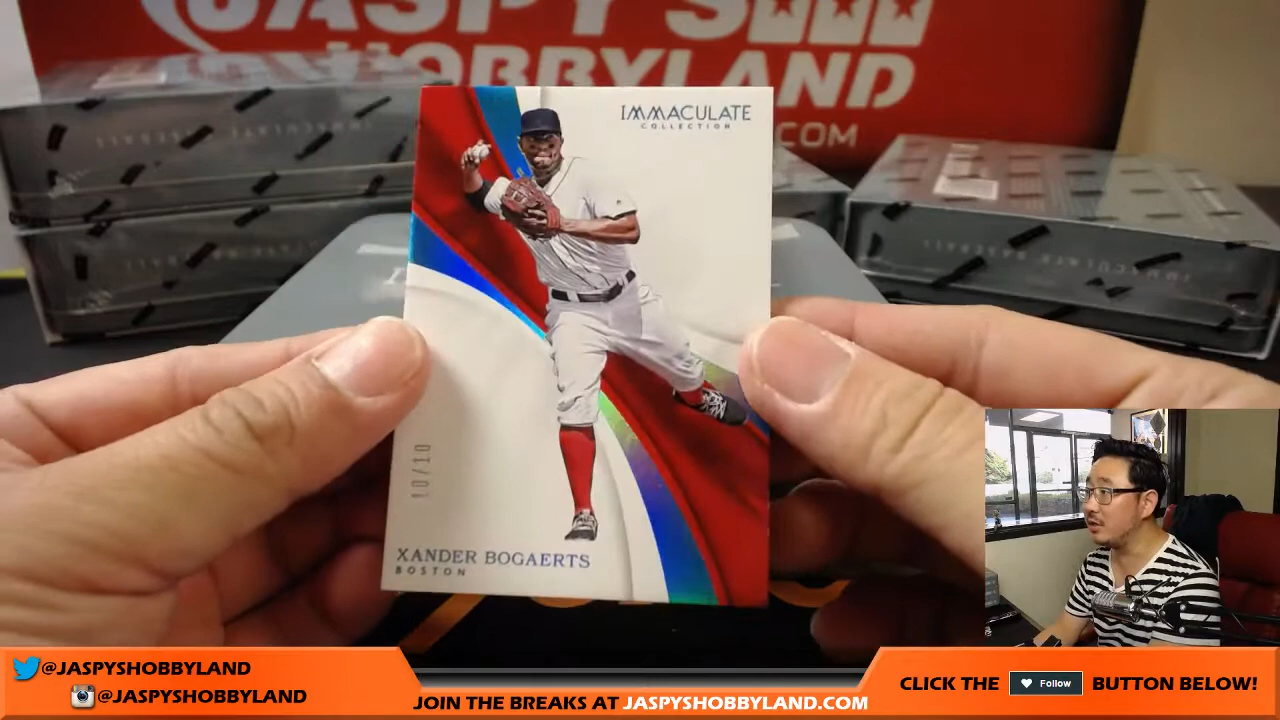 JASPY'S
HOBBYLAND
.COM
IMMACULATE
COLLECTION
10/10
XANDER BOGAERTS
BOSTON
@JASPYSHOBBYLAND
@JASPYSHOBBYLAND
JOIN THE BREAKS AT JASPYSHOBBYLAND.COM
CLICK THE Follow BUTTON BELOW!